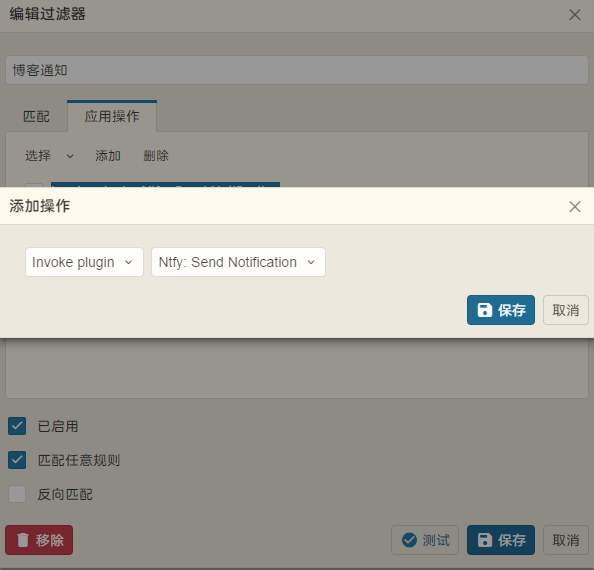 编辑过滤器
博客通知
匹配 应用操作
选择 添加 删除
添加操作
Invoke plugin Ntfy: Send Notification
保存 取消
已启用
匹配任意规则
反向匹配
移除 测试 保存 取消